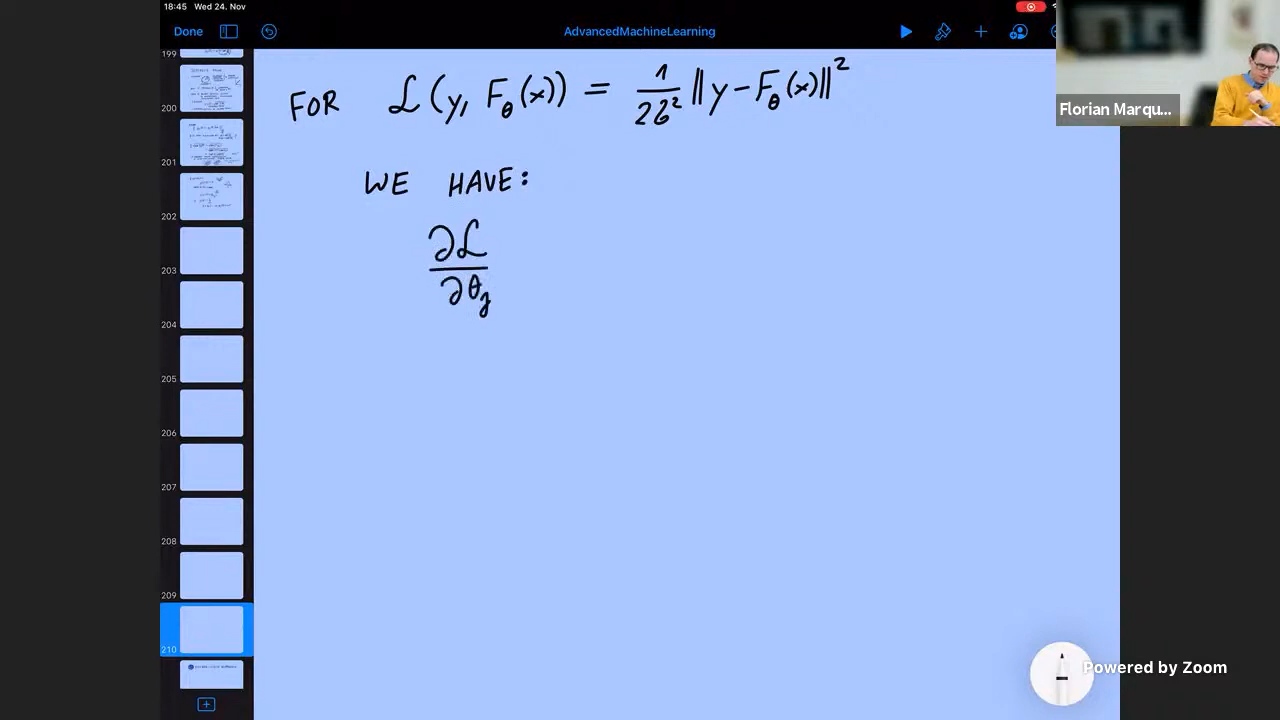 18:45 Wed 24. Nov
Done
AdvancedMachineLearning
Florian Marqu...
FOR ℒ(y, F_θ(x)) = 1/(2σ²) ‖y − F_θ(x)‖²
WE HAVE:
∂ℒ/∂θ_j
199
200
201
202
203
204
205
206
207
208
209
210
Powered by Zoom